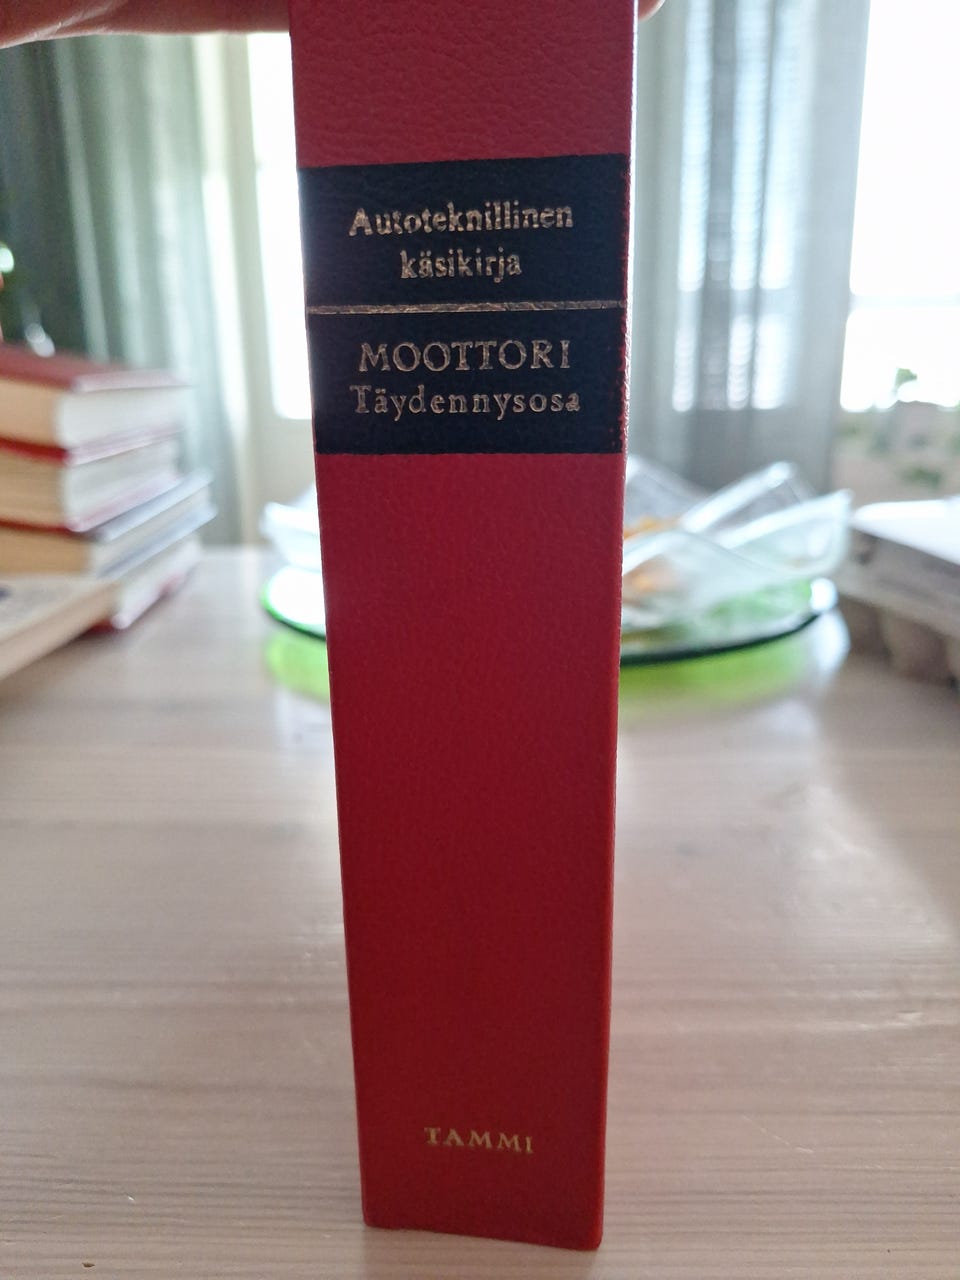 Autoteknillinen
käsikirja
MOOTTORI
Täydennysosa
TAMMI